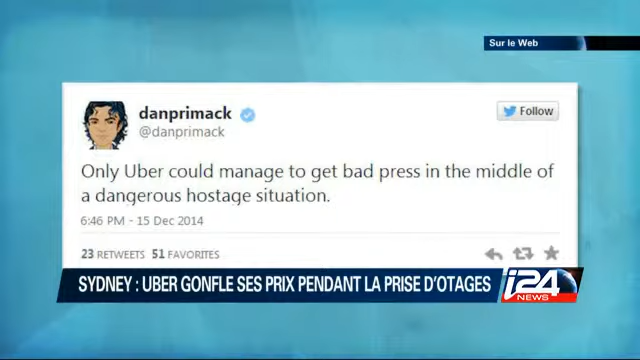 Sur le Web
danprimack
@danprimack
Follow
Only Uber could manage to get bad press in the middle of
a dangerous hostage situation.
6:46 PM - 15 Dec 2014
23 RETWEETS 51 FAVORITES
SYDNEY : UBER GONFLE SES PRIX PENDANT LA PRISE D'OTAGES
i24
NEWS